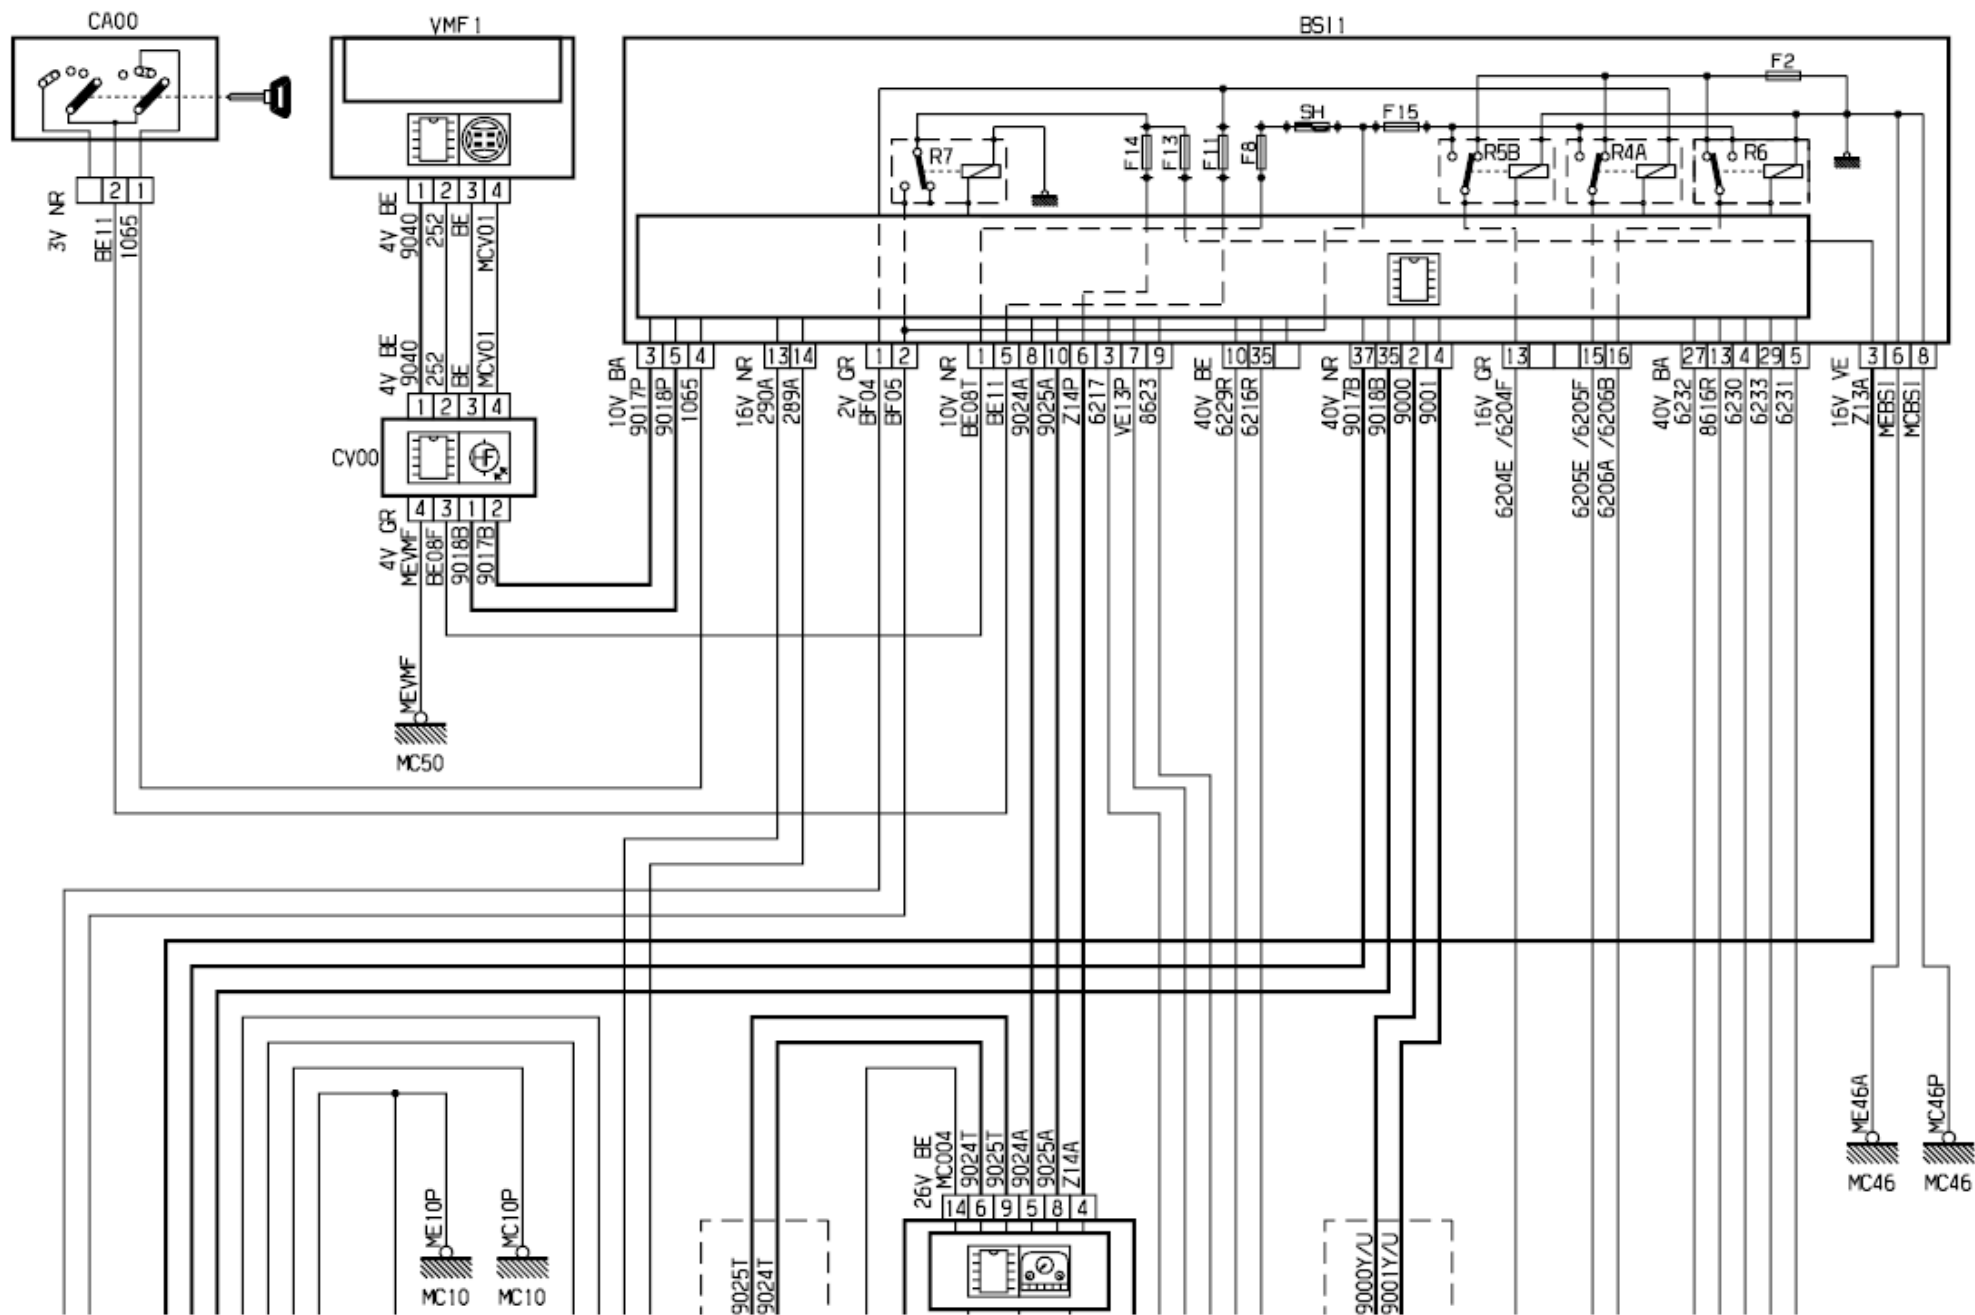 CA00
VMF1
BSI1
F2
SH
F15
R7
F14
F13
F11
F8
R5B
R4A
R6
3V NR
2 1
BE11
1065
1 2 3 4
4V BE
9040
252
BE
MCV01
4V BE
9040
252
BE
MCV01
1 2 3 4
CV00
HF
4 3 1 2
4V GR
MEVMF
BE08F
9018B
9017B
MEVMF
MC50
3 5 4
10V BA
9017P
9018P
1065
13 14
16V NR
290A
289A
1 2
2V GR
BF04
BF05
1 5 8 10 6 3 7 9
10V NR
BE08T
BE11
9024A
9025A
Z14P
6217
VE13P
8623
10 35
40V BE
6229R
6216R
37 35 2 4
40V NR
9017B
9018B
9000
9001
13 15 16
16V GR
6204E /6204F
6205E /6205F
6206A /6206B
27 13 4 29 5
40V BA
6232
8616R
6230
6233
6231
3 6 8
16V VE
Z13A
MEBSI
MCBSI
ME46A
MC46P
MC46
MC46
ME10P
MC10P
MC10
MC10
26V BE
MC004
9024T
9025T
9024A
9025A
Z14A
14 6 9 5 8 4
9025T
9024T
9000Y/U
9001Y/U